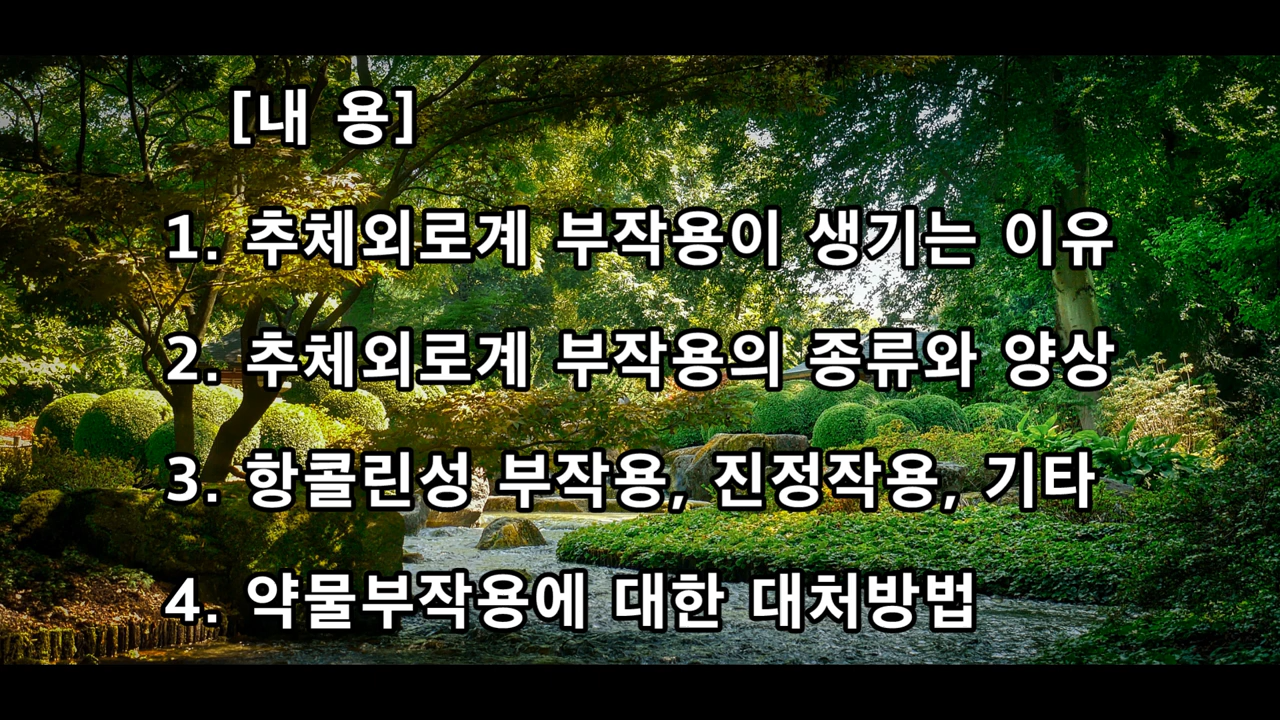 [내 용]
1. 추체외로계 부작용이 생기는 이유
2. 추체외로계 부작용의 종류와 양상
3. 항콜린성 부작용, 진정작용, 기타
4. 약물부작용에 대한 대처방법